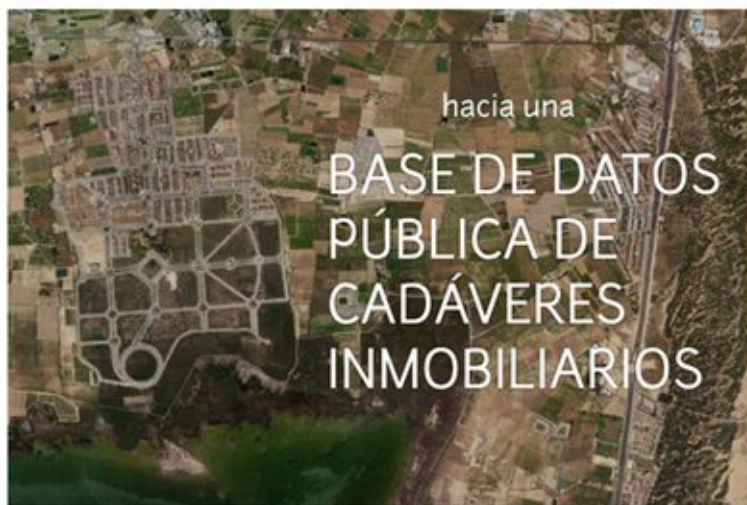 hacia una
BASE DE DATOS
PÚBLICA DE
CADÁVERES
INMOBILIARIOS